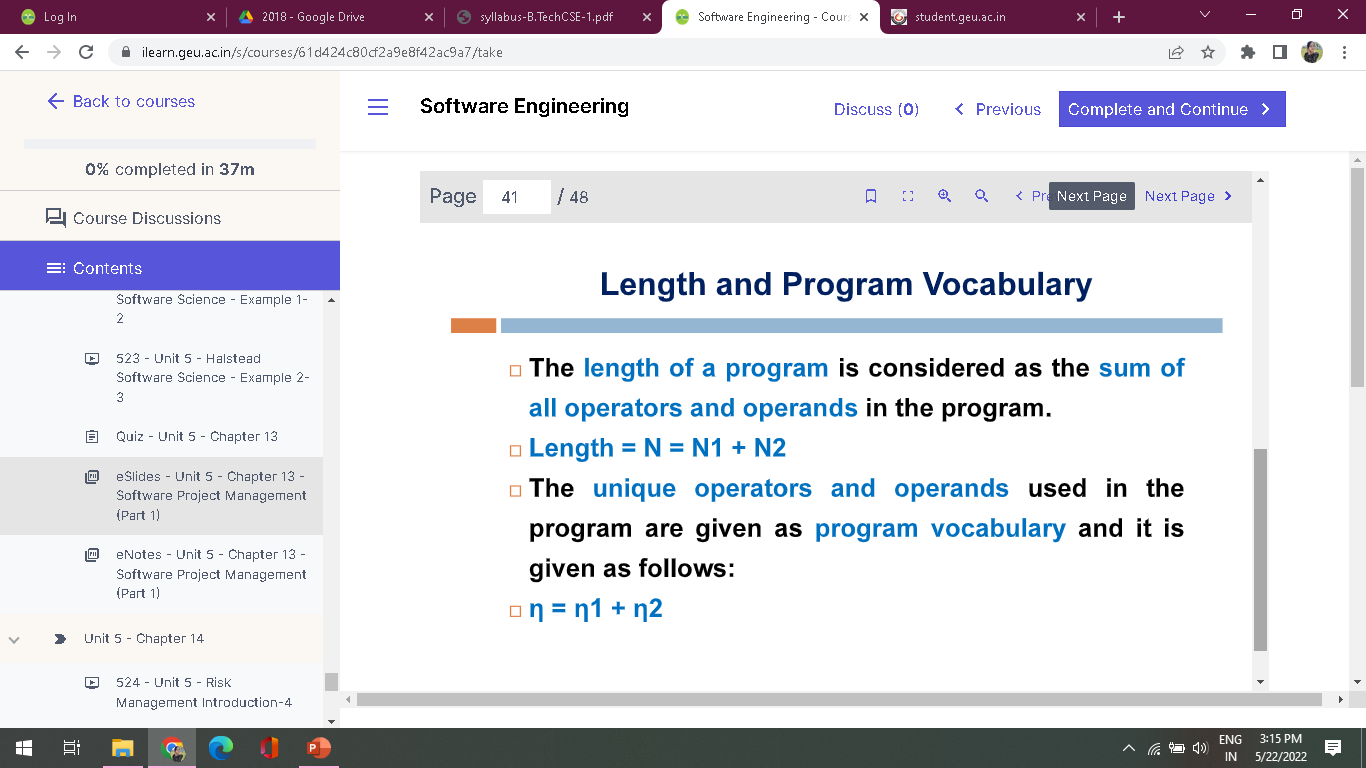 Log In
2018 - Google Drive
syllabus-B.TechCSE-1.pdf
Software Engineering - Cour
student.geu.ac.in
ilearn.geu.ac.in/s/courses/61d424c80cf2a9e8f42ac9a7/take
Back to courses
0% completed in 37m
Course Discussions
Contents
Software Science - Example 1-
2
523 - Unit 5 - Halstead
Software Science - Example 2-
3
Quiz - Unit 5 - Chapter 13
eSlides - Unit 5 - Chapter 13 -
Software Project Management
(Part 1)
eNotes - Unit 5 - Chapter 13 -
Software Project Management
(Part 1)
Unit 5 - Chapter 14
524 - Unit 5 - Risk
Management Introduction-4
Software Engineering
Discuss (0)
Previous
Complete and Continue
Page 41 / 48
Pre
Next Page
Next Page
Length and Program Vocabulary
The length of a program is considered as the sum of
all operators and operands in the program.
Length = N = N1 + N2
The unique operators and operands used in the
program are given as program vocabulary and it is
given as follows:
η = η1 + η2
ENG
IN
3:15 PM
5/22/2022